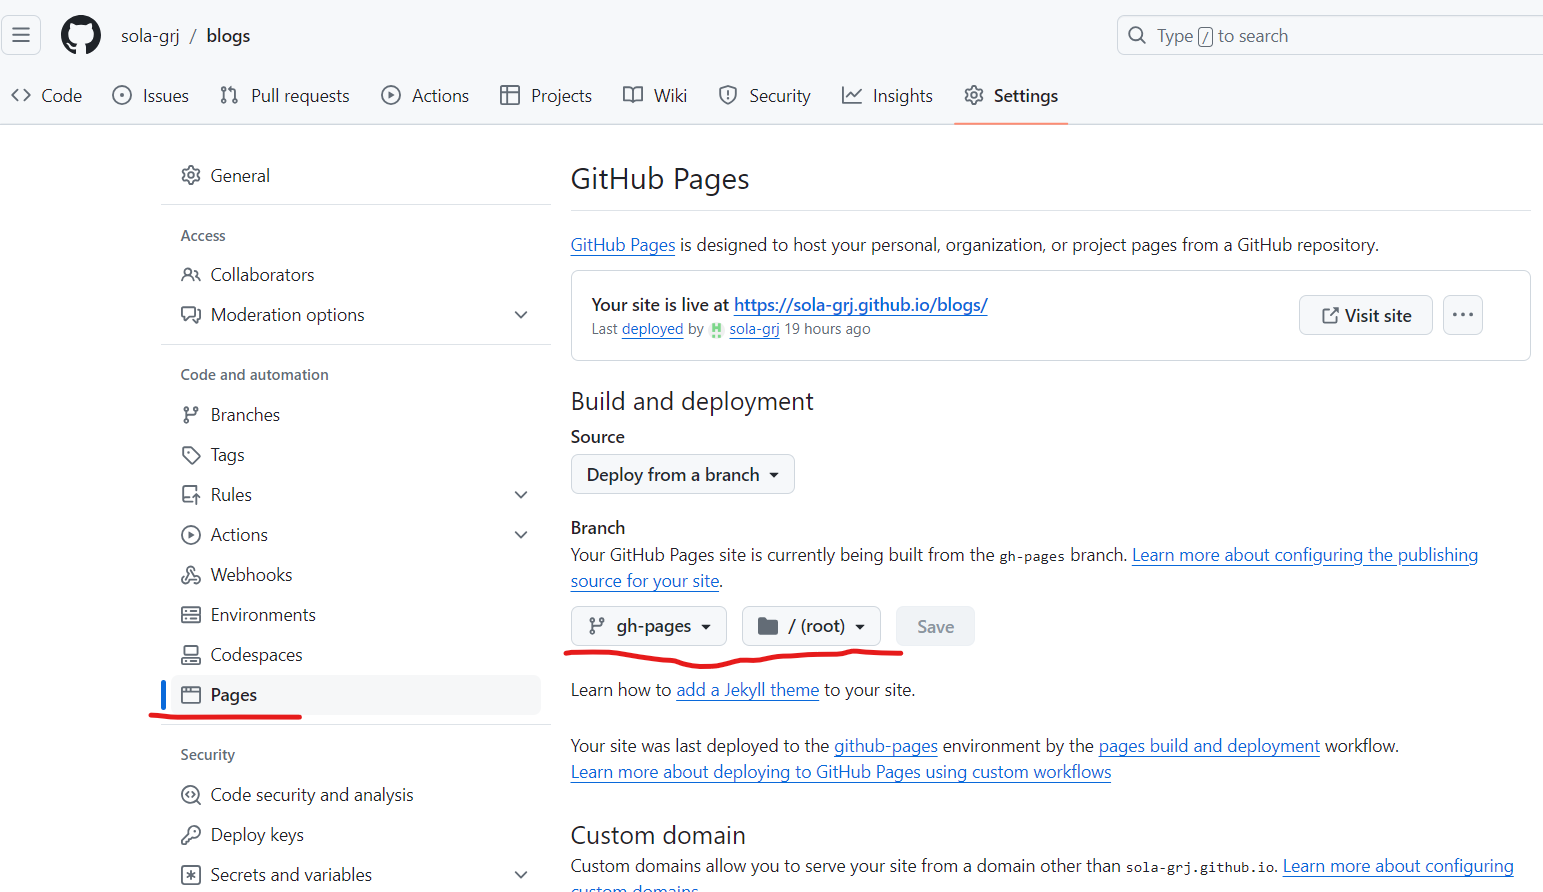 sola-grj / blogs
Type / to search
Code Issues Pull requests Actions Projects Wiki Security Insights Settings
General
Access
Collaborators
Moderation options
Code and automation
Branches
Tags
Rules
Actions
Webhooks
Environments
Codespaces
Pages
Security
Code security and analysis
Deploy keys
Secrets and variables
GitHub Pages
GitHub Pages is designed to host your personal, organization, or project pages from a GitHub repository.
Your site is live at https://sola-grj.github.io/blogs/
Last deployed by sola-grj 19 hours ago
Visit site
Build and deployment
Source
Deploy from a branch
Branch
Your GitHub Pages site is currently being built from the gh-pages branch. Learn more about configuring the publishing
source for your site.
gh-pages / (root) Save
Learn how to add a Jekyll theme to your site.
Your site was last deployed to the github-pages environment by the pages build and deployment workflow.
Learn more about deploying to GitHub Pages using custom workflows
Custom domain
Custom domains allow you to serve your site from a domain other than sola-grj.github.io. Learn more about configuring
custom domains.